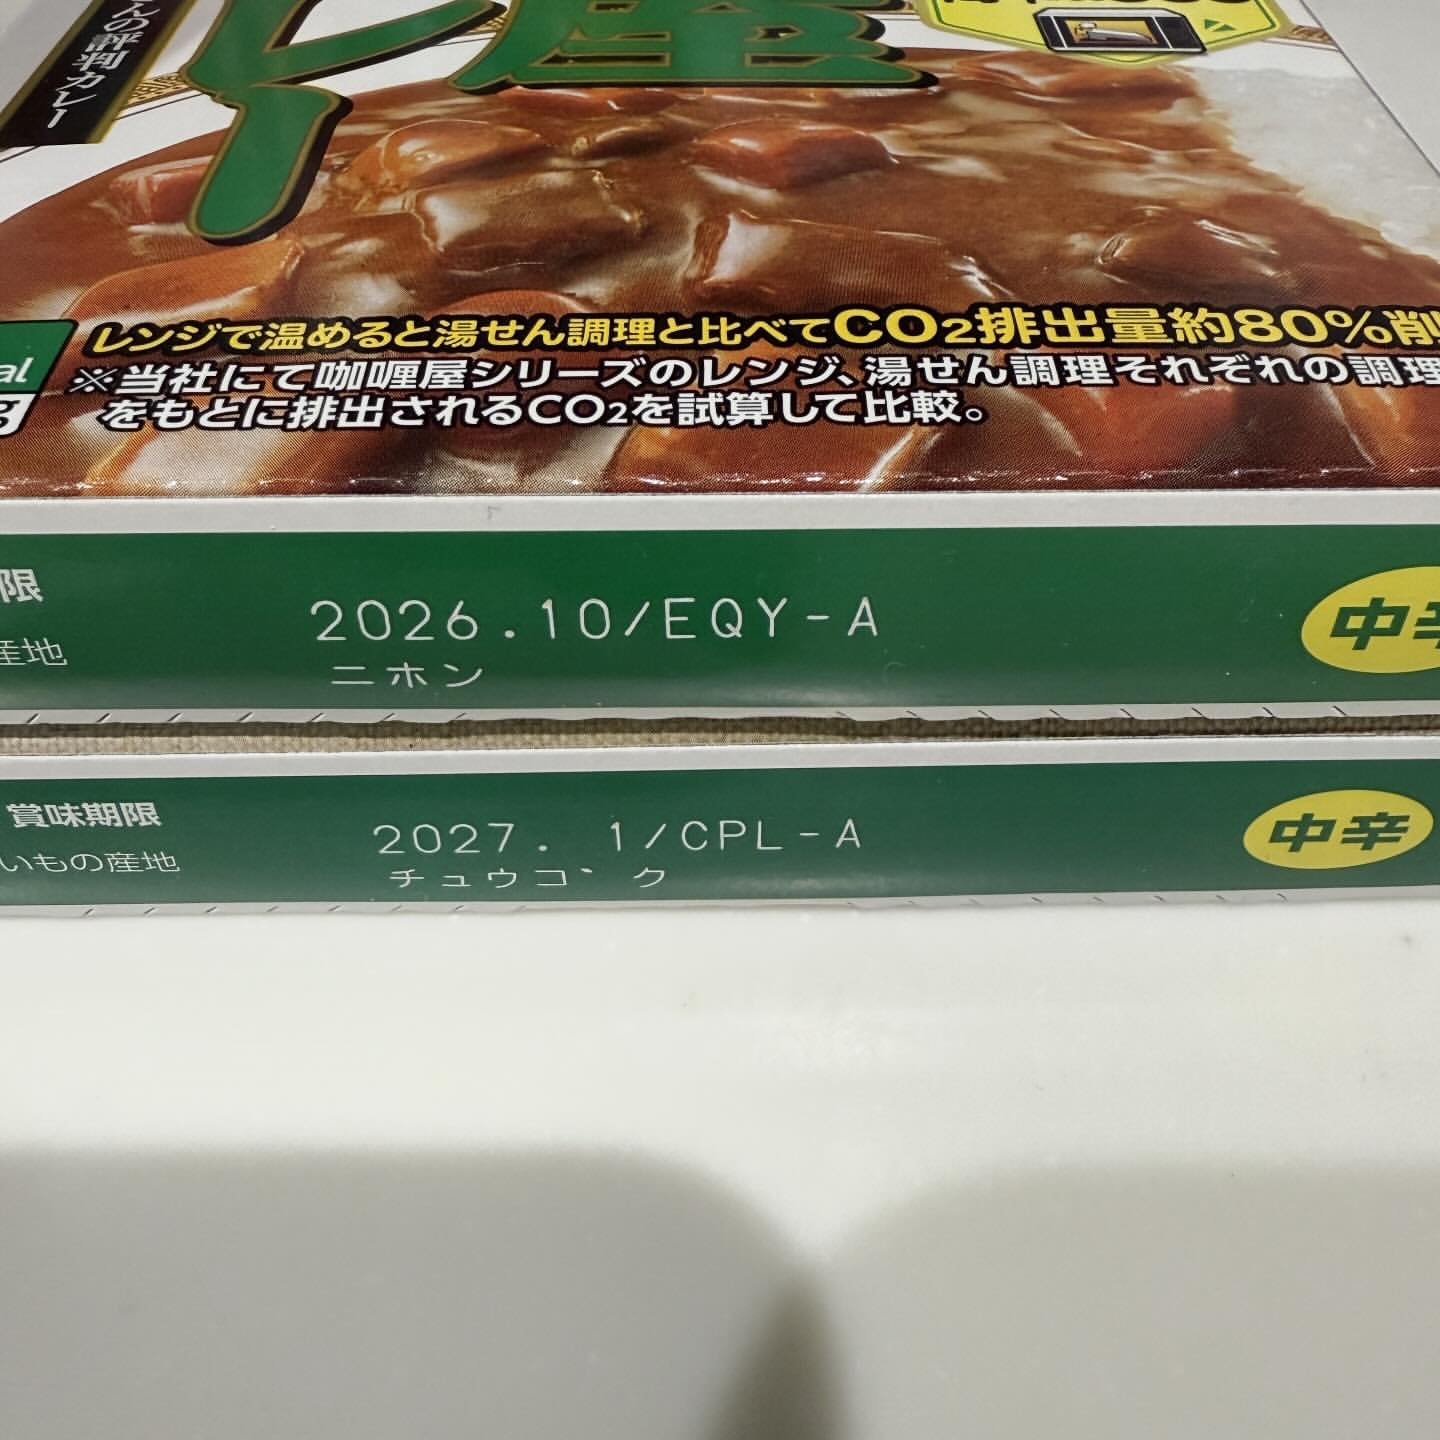 んの評判カレー
レンジで温めると湯せん調理と比べてCO2排出量約80%削
※当社にて咖喱屋シリーズのレンジ、湯せん調理それぞれの調理
をもとに排出されるCO2を試算して比較。
限
2026.10/EQY-A
中辛
産地
ニホン
賞味期限
2027. 1/CPL-A
中辛
いもの産地
チュウゴク